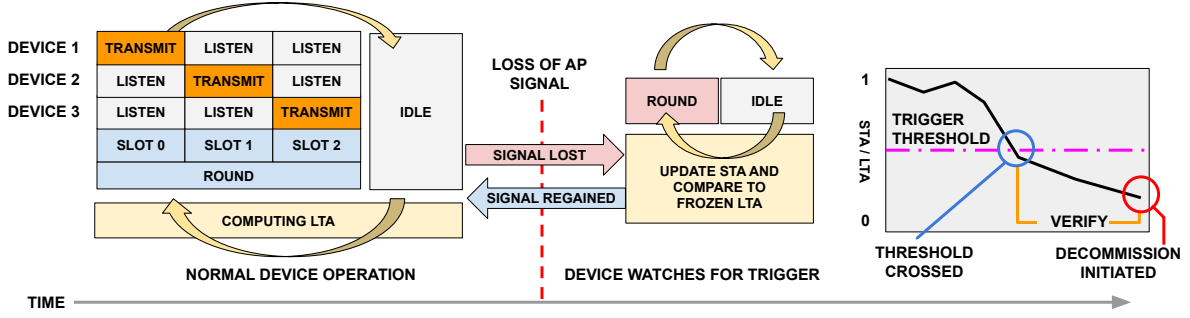 DEVICE 1
TRANSMIT LISTEN LISTEN
DEVICE 2
LISTEN TRANSMIT LISTEN
DEVICE 3
LISTEN LISTEN TRANSMIT
SLOT 0 SLOT 1 SLOT 2
ROUND
IDLE
COMPUTING LTA
NORMAL DEVICE OPERATION
LOSS OF AP
SIGNAL
SIGNAL LOST
SIGNAL REGAINED
ROUND
IDLE
UPDATE STA AND
COMPARE TO
FROZEN LTA
DEVICE WATCHES FOR TRIGGER
1
STA / LTA
0
TRIGGER
THRESHOLD
VERIFY
THRESHOLD
CROSSED
DECOMMISSION
INITIATED
TIME